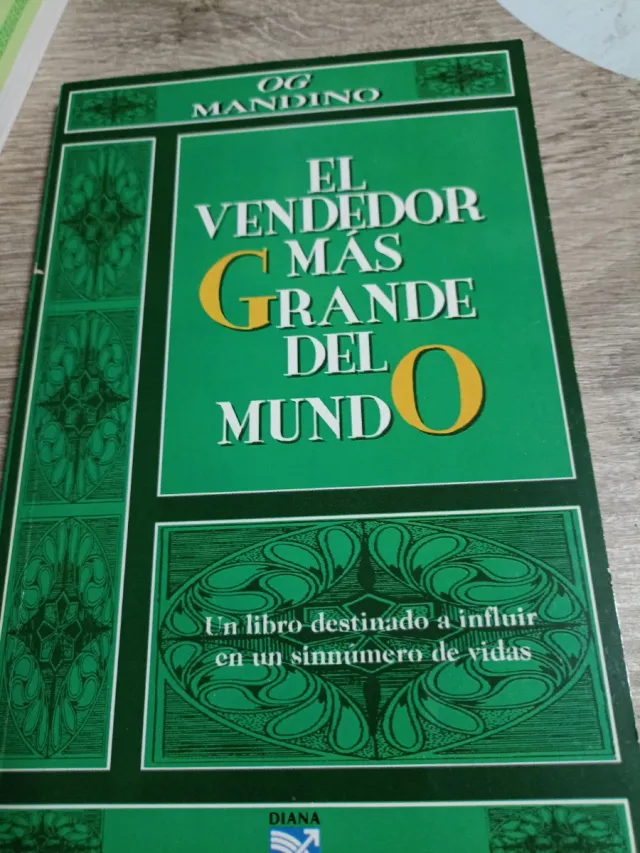 OG
MANDINO
EL
VENDEDOR
MÁS
GRANDE
DEL
MUNDO
Un libro destinado a influir
en un sinnúmero de vidas
DIANA